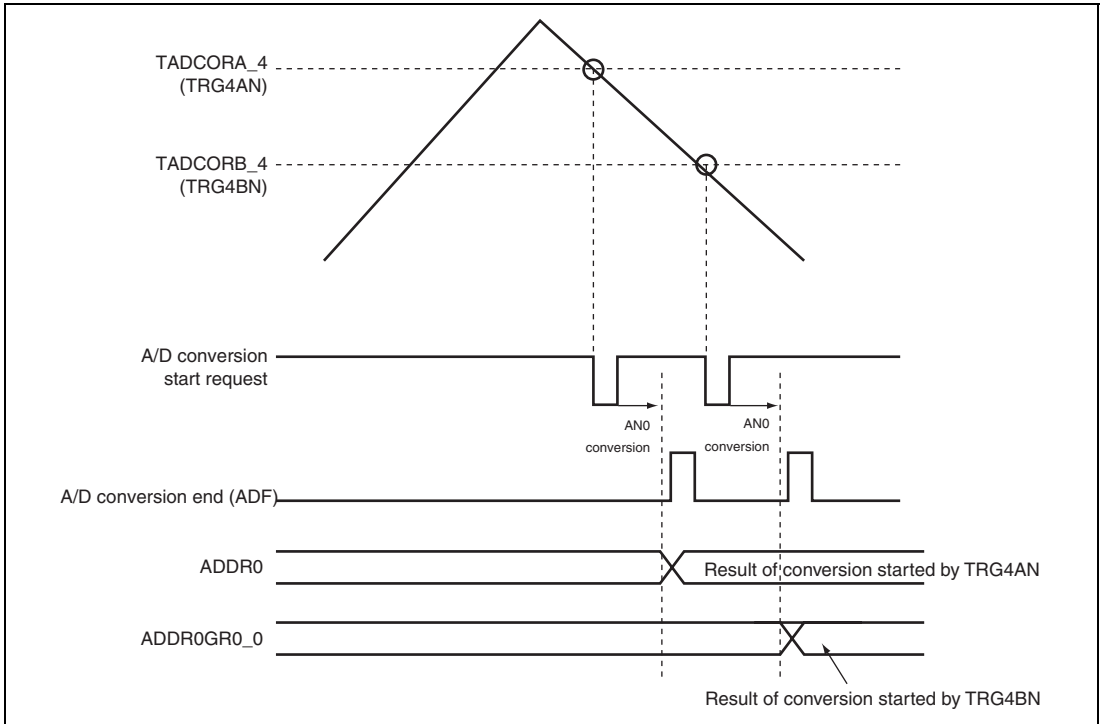 TADCORA_4
(TRG4AN)
TADCORB_4
(TRG4BN)
A/D conversion
start request
AN0
conversion
AN0
conversion
A/D conversion end (ADF)
ADDR0
Result of conversion started by TRG4AN
ADDR0GR0_0
Result of conversion started by TRG4BN